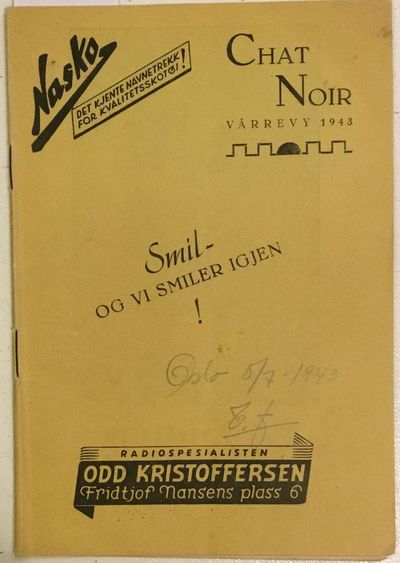 Nasko
DET KJENTE NAVNETREKK
FOR KVALITETSSKOTØI!
CHAT
NOIR
VÅRREVY 1943
Smil-
OG VI SMILER IGJEN
!
Oslo 5/7-1943
RADIOSPESIALISTEN
ODD KRISTOFFERSEN
Fridtjof Nansens plass 6